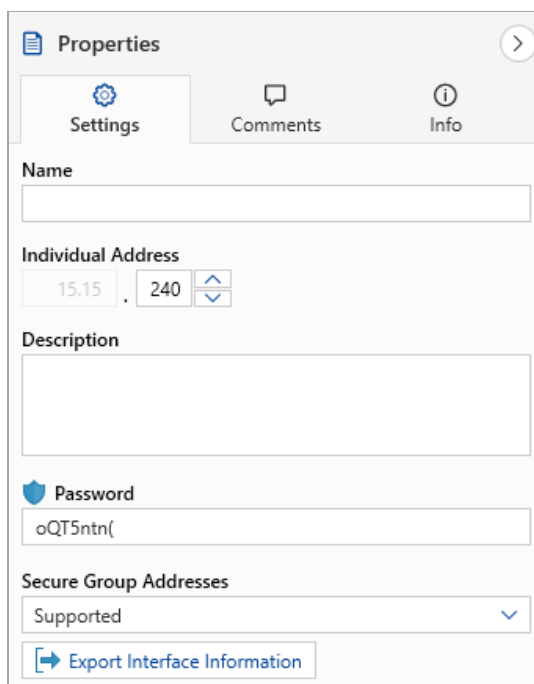 Properties
Settings Comments Info
Name
Individual Address
15.15 . 240
Description
Password
oQT5ntn(
Secure Group Addresses
Supported
Export Interface Information